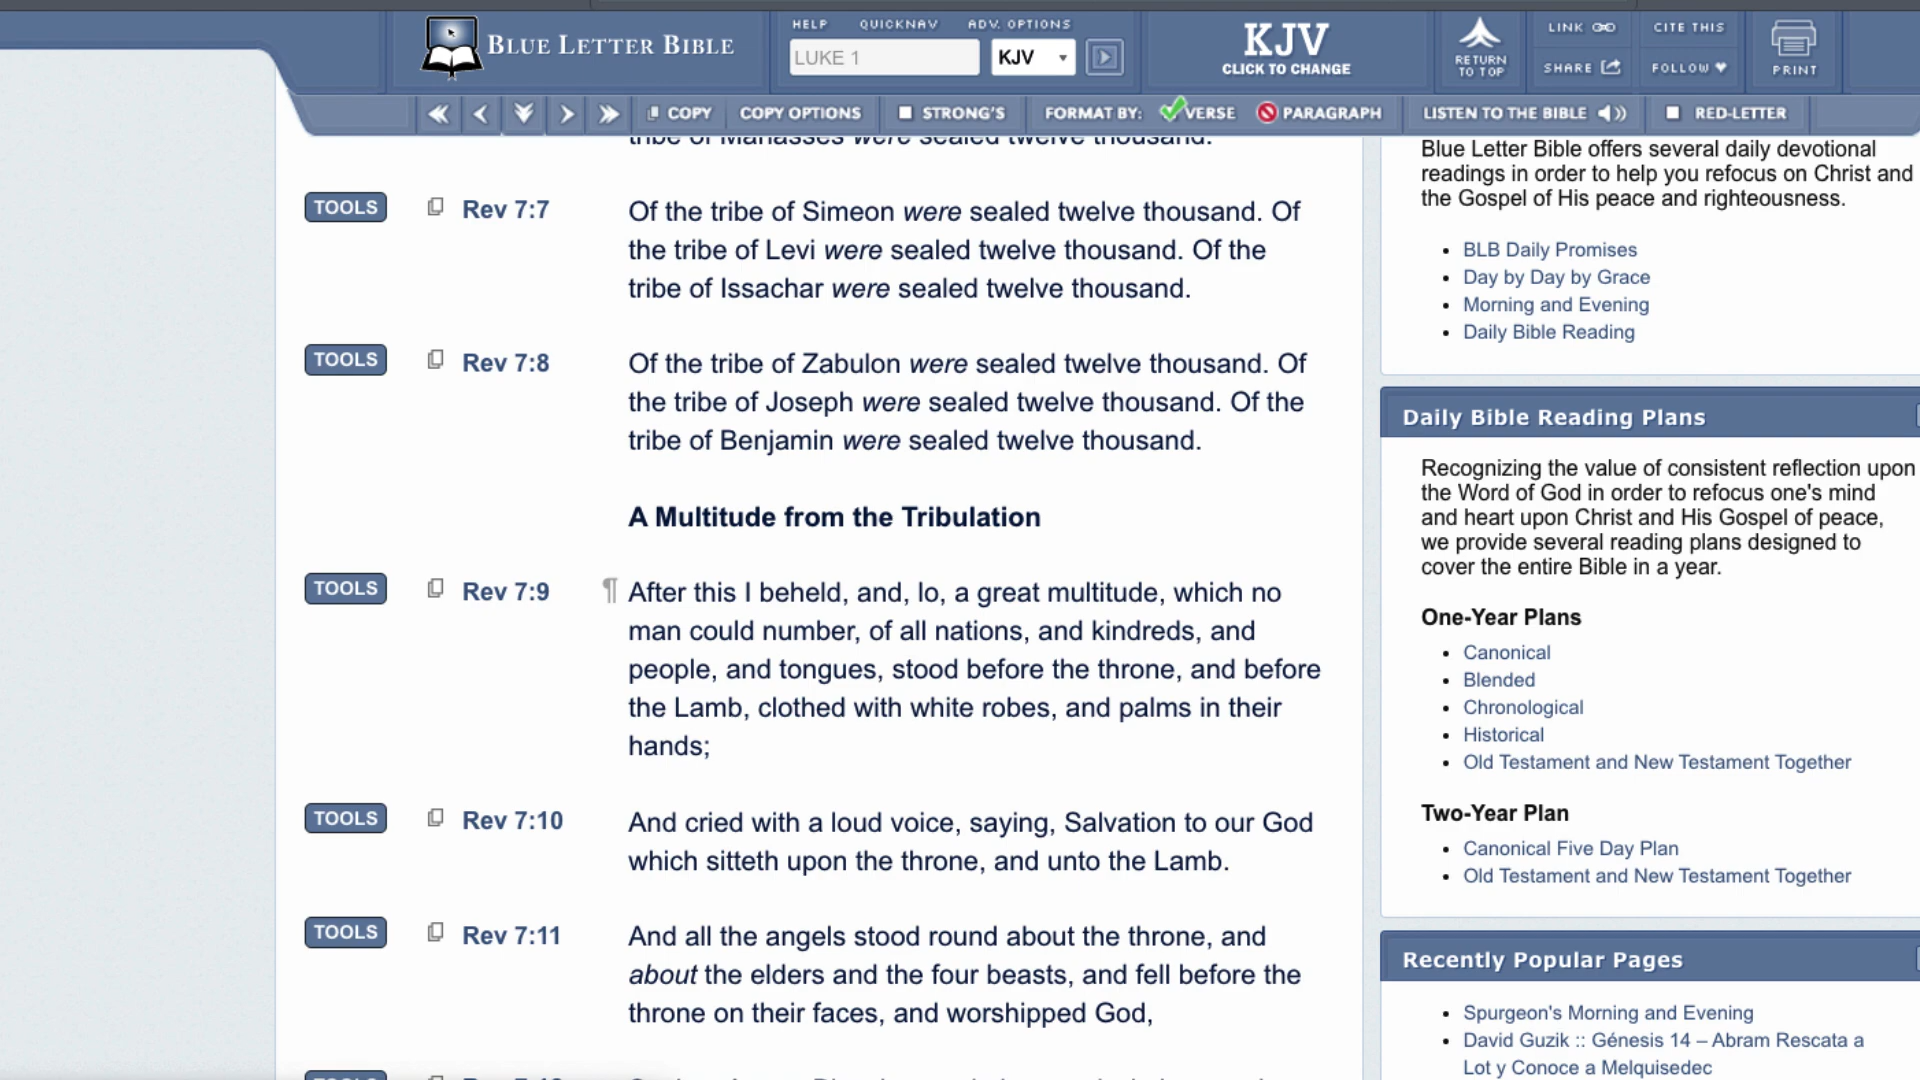 BLUE LETTER BIBLE
HELP QUICKNAV ADV. OPTIONS
LUKE 1
KJV
KJV
CLICK TO CHANGE
RETURN
TO TOP
LINK
SHARE
CITE THIS
FOLLOW
PRINT
COPY
COPY OPTIONS
STRONG'S
FORMAT BY: VERSE PARAGRAPH
LISTEN TO THE BIBLE
RED-LETTER
tribe of Manasses were sealed twelve thousand.
TOOLS
Rev 7:7
Of the tribe of Simeon were sealed twelve thousand. Of
the tribe of Levi were sealed twelve thousand. Of the
tribe of Issachar were sealed twelve thousand.
TOOLS
Rev 7:8
Of the tribe of Zabulon were sealed twelve thousand. Of
the tribe of Joseph were sealed twelve thousand. Of the
tribe of Benjamin were sealed twelve thousand.
A Multitude from the Tribulation
TOOLS
Rev 7:9
¶ After this I beheld, and, lo, a great multitude, which no
man could number, of all nations, and kindreds, and
people, and tongues, stood before the throne, and before
the Lamb, clothed with white robes, and palms in their
hands;
TOOLS
Rev 7:10
And cried with a loud voice, saying, Salvation to our God
which sitteth upon the throne, and unto the Lamb.
TOOLS
Rev 7:11
And all the angels stood round about the throne, and
about the elders and the four beasts, and fell before the
throne on their faces, and worshipped God,
Blue Letter Bible offers several daily devotional
readings in order to help you refocus on Christ and
the Gospel of His peace and righteousness.
• BLB Daily Promises
• Day by Day by Grace
• Morning and Evening
• Daily Bible Reading
Daily Bible Reading Plans
Recognizing the value of consistent reflection upon
the Word of God in order to refocus one's mind
and heart upon Christ and His Gospel of peace,
we provide several reading plans designed to
cover the entire Bible in a year.
One-Year Plans
• Canonical
• Blended
• Chronological
• Historical
• Old Testament and New Testament Together
Two-Year Plan
• Canonical Five Day Plan
• Old Testament and New Testament Together
Recently Popular Pages
• Spurgeon's Morning and Evening
• David Guzik :: Génesis 14 – Abram Rescata a
Lot y Conoce a Melquisedec